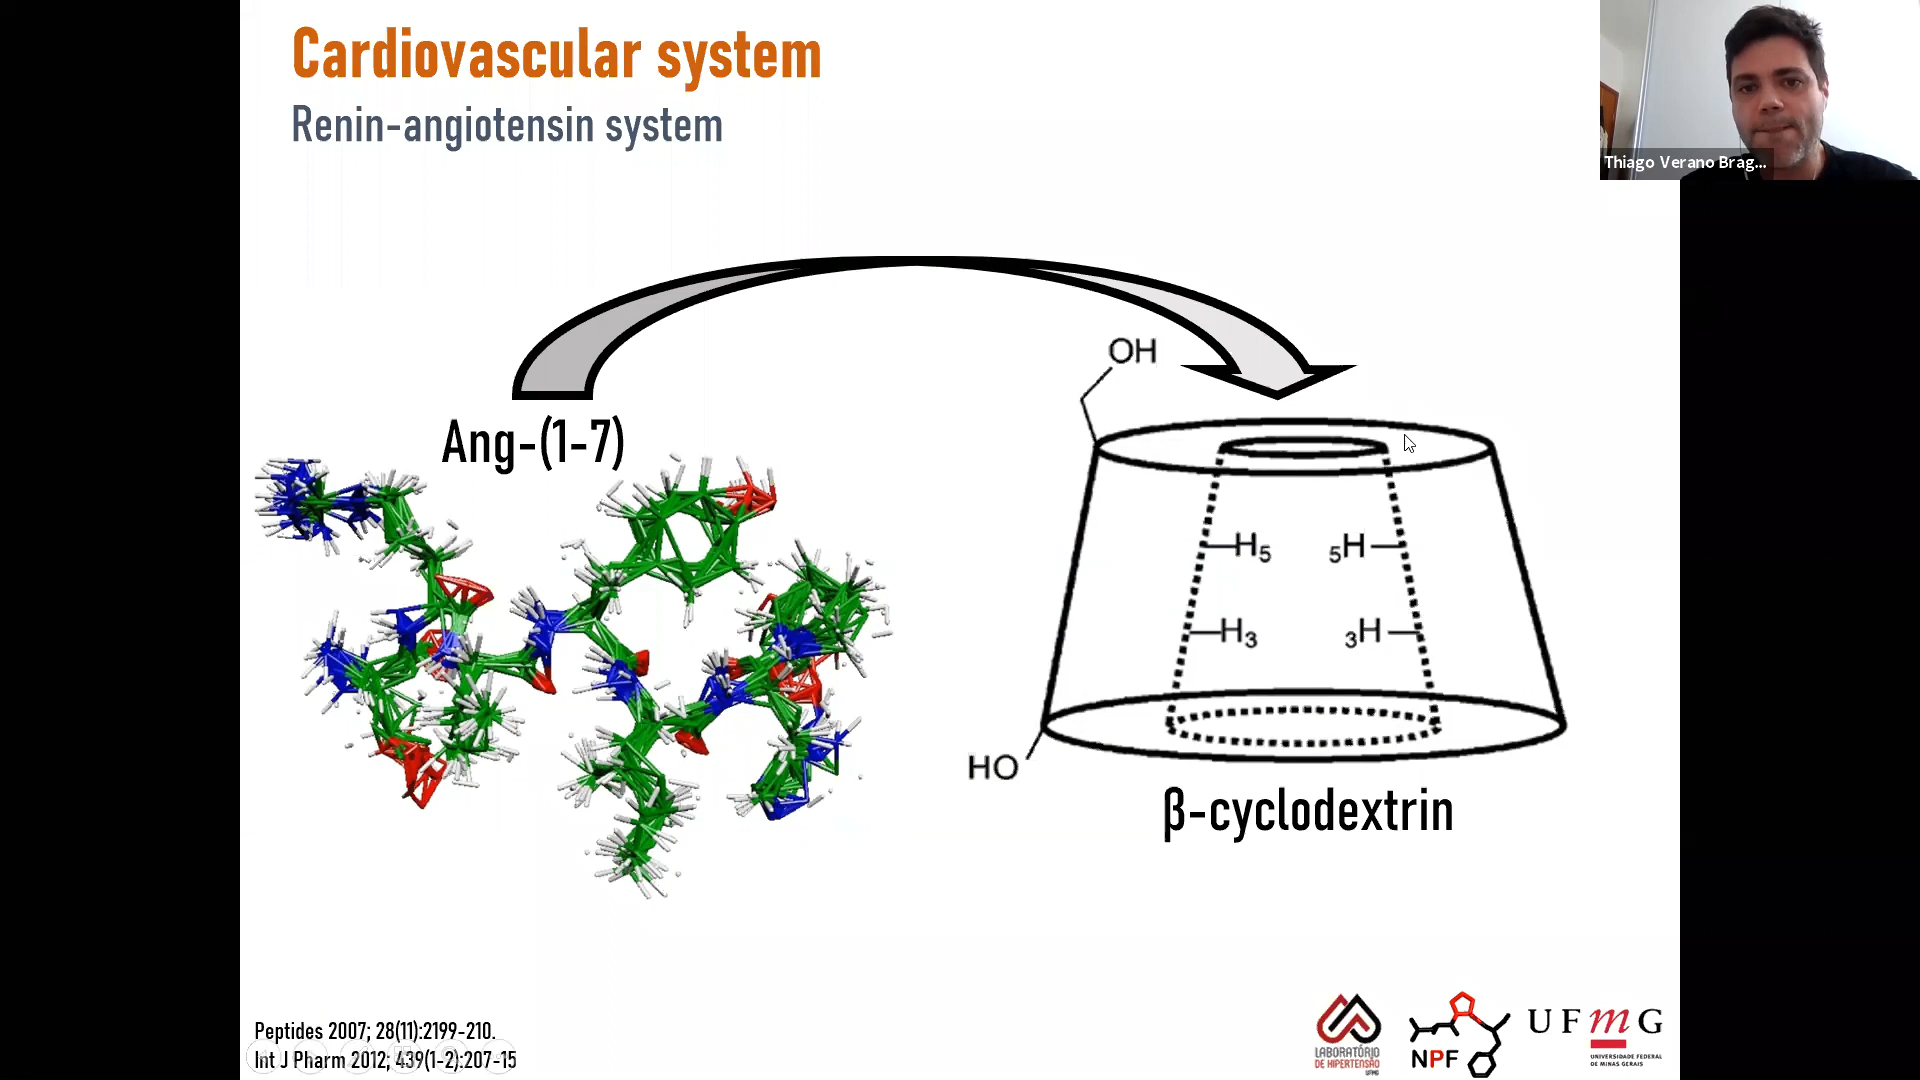 Cardiovascular system
Renin-angiotensin system
Thiago Verano Brag...
OH
Ang-(1-7)
H5 5H
H3 3H
HO
β-cyclodextrin
Peptides 2007; 28(11):2199-210.
Int J Pharm 2012; 439(1-2):207-15
LABORATÓRIO
DE HIPERTENSÃO
UFMG
NPF
UFmG
UNIVERSIDADE FEDERAL
DE MINAS GERAIS